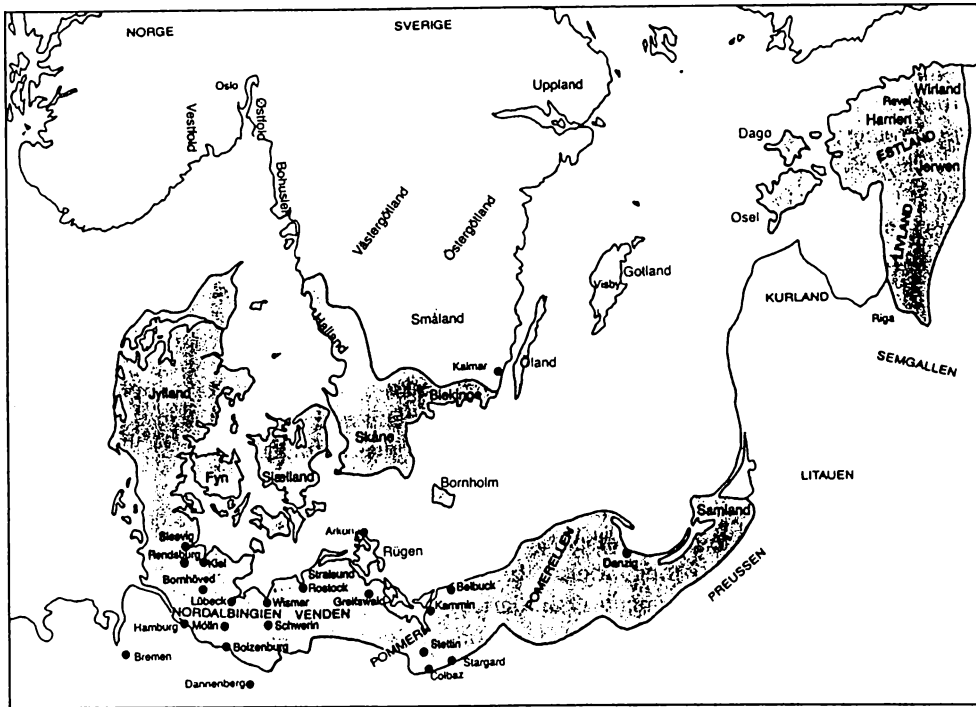 NORGE
SVERIGE
Oslo
Østfold
Vestfold
Bohuslen
Uppland
Wirland
Revel
Harrien
ESTLAND
Jerwen
Dago
Osel
LIVLAND
Västergötland
Östergötland
Gotland
Visby
KURLAND
Riga
SEMGALLEN
Småland
Halland
Kalmar
Öland
Blekinge
Jylland
Skåne
Fyn
Sjælland
Bornholm
LITAUEN
Samland
PREUSSEN
Slesvig
Rendsburg
Kiel
Arkon
Rügen
POMERELLEN
Danzig
Bornhöved
Stralsund
Rostock
Greifswald
Belbuck
Lübeck
Wismar
Kammin
NORDALBINGIEN
VENDEN
Hamburg
Mölln
Schwerin
POMMERN
Bremen
Boizenburg
Stettin
Stargard
Colbaz
Dannenberg